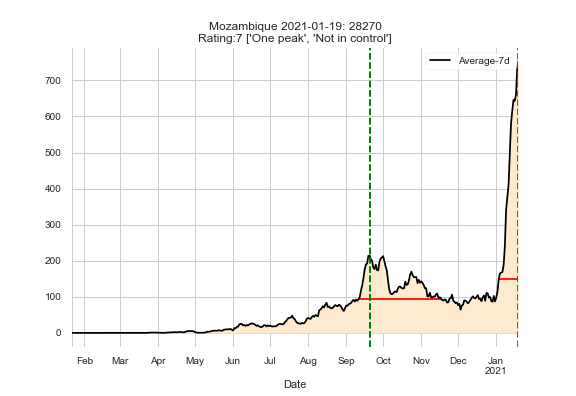 Mozambique 2021-01-19: 28270
Rating:7 ['One peak', 'Not in control']
Average-7d
700
600
500
400
300
200
100
0
Feb Mar Apr May Jun Jul Aug Sep Oct Nov Dec Jan
2021
Date